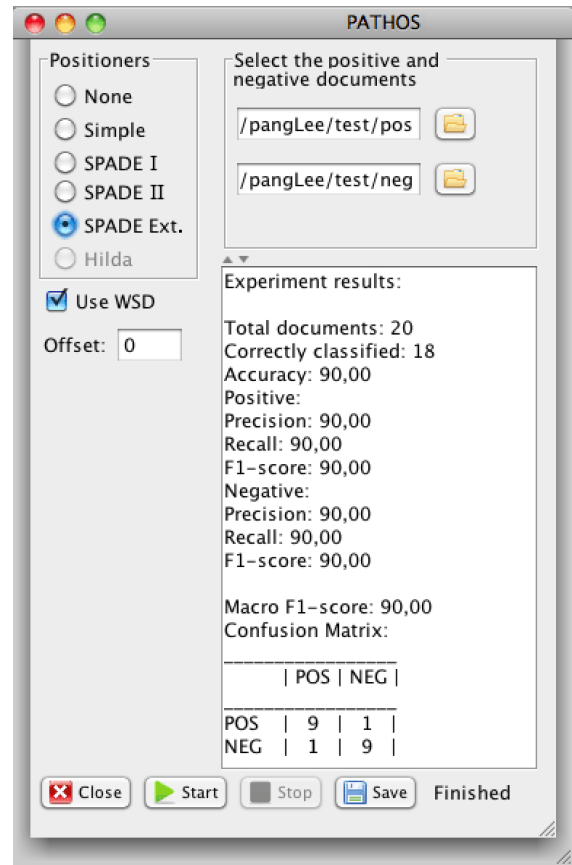 PATHOS
Positioners
None
Simple
SPADE I
SPADE II
SPADE Ext.
Hilda
Use WSD
Offset: 0
Select the positive and
negative documents
/pangLee/test/pos
/pangLee/test/neg
Experiment results:
Total documents: 20
Correctly classified: 18
Accuracy: 90,00
Positive:
Precision: 90,00
Recall: 90,00
F1-score: 90,00
Negative:
Precision: 90,00
Recall: 90,00
F1-score: 90,00
Macro F1-score: 90,00
Confusion Matrix:
| POS | NEG |
POS | 9 | 1 |
NEG | 1 | 9 |
Close Start Stop Save Finished